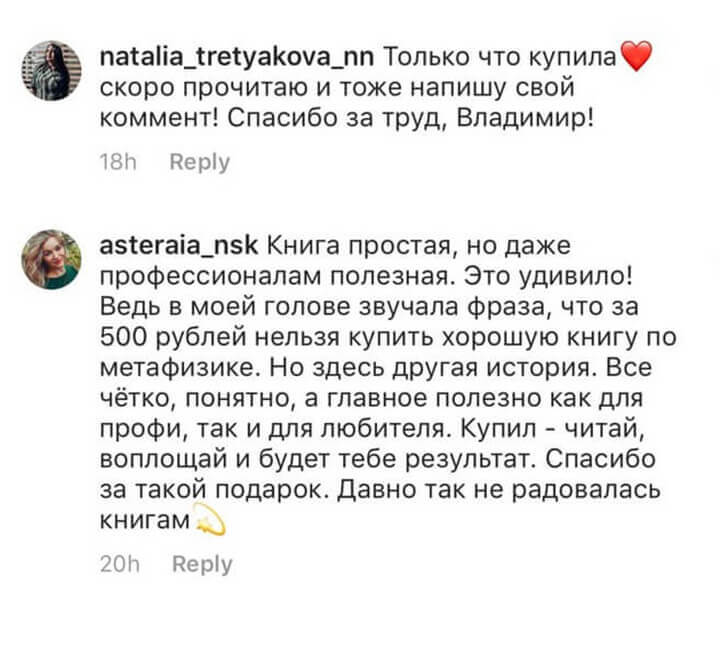 natalia_tretyakova_nn Только что купила❤️
скоро прочитаю и тоже напишу свой
коммент! Спасибо за труд, Владимир!
18h Reply
asteraia_nsk Книга простая, но даже
профессионалам полезная. Это удивило!
Ведь в моей голове звучала фраза, что за
500 рублей нельзя купить хорошую книгу по
метафизике. Но здесь другая история. Все
чётко, понятно, а главное полезно как для
профи, так и для любителя. Купил - читай,
воплощай и будет тебе результат. Спасибо
за такой подарок. Давно так не радовалась
книгам💫
20h Reply